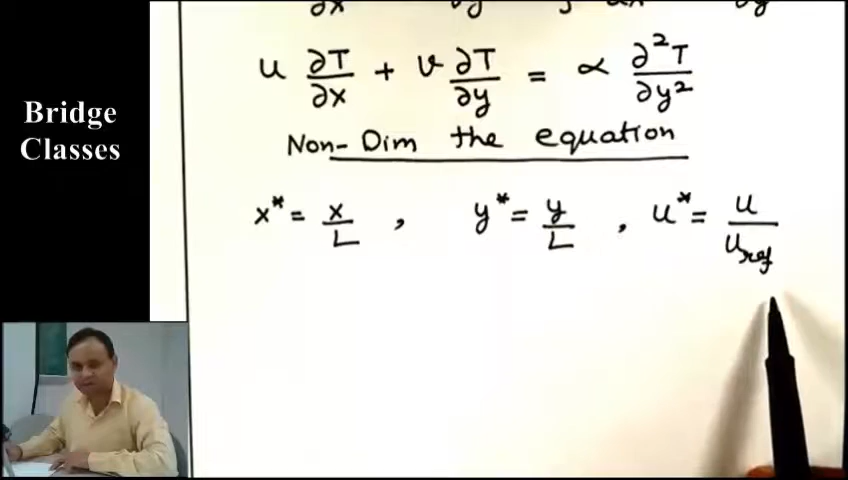 Bridge
Classes
u ∂T/∂x + v ∂T/∂y = α ∂²T/∂y²
Non-Dim the equation
x* = x/L , y* = y/L , u* = u/u_ref